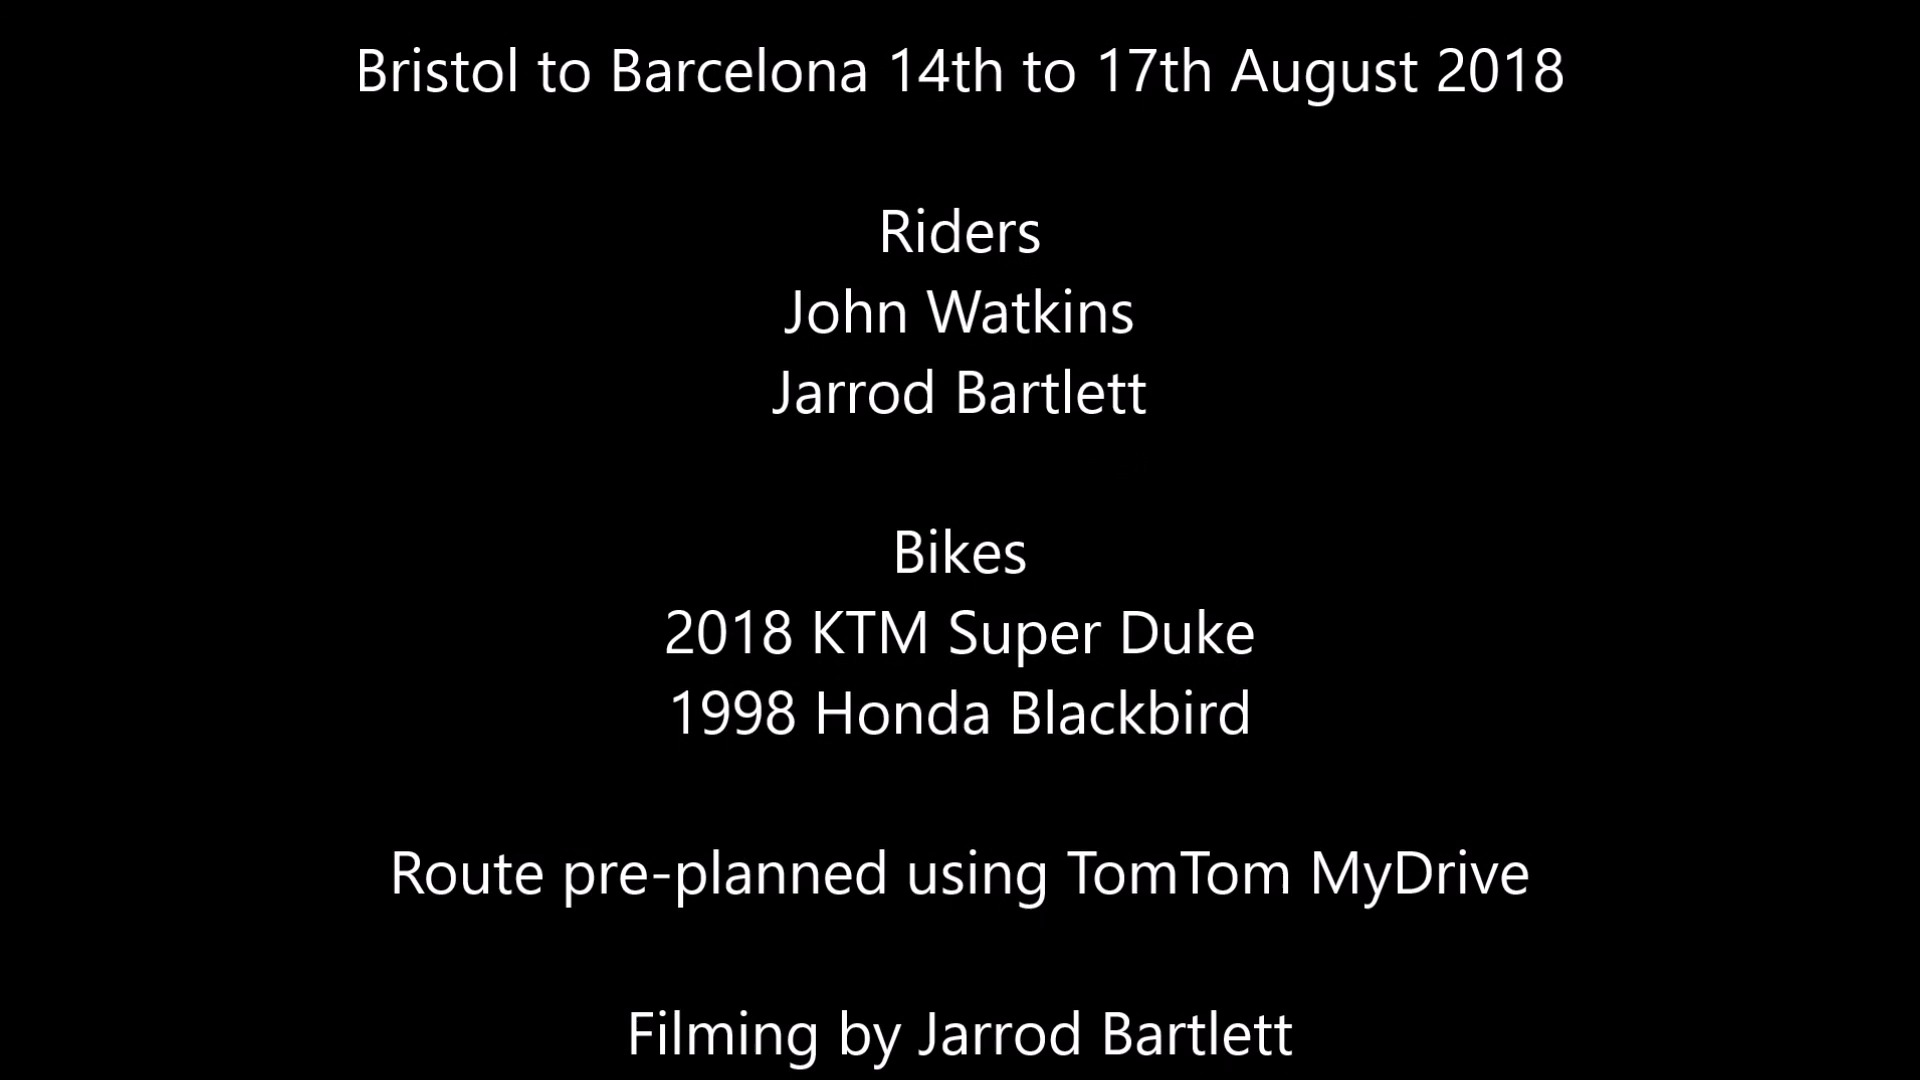 Bristol to Barcelona 14th to 17th August 2018
Riders
John Watkins
Jarrod Bartlett
Bikes
2018 KTM Super Duke
1998 Honda Blackbird
Route pre-planned using TomTom MyDrive
Filming by Jarrod Bartlett